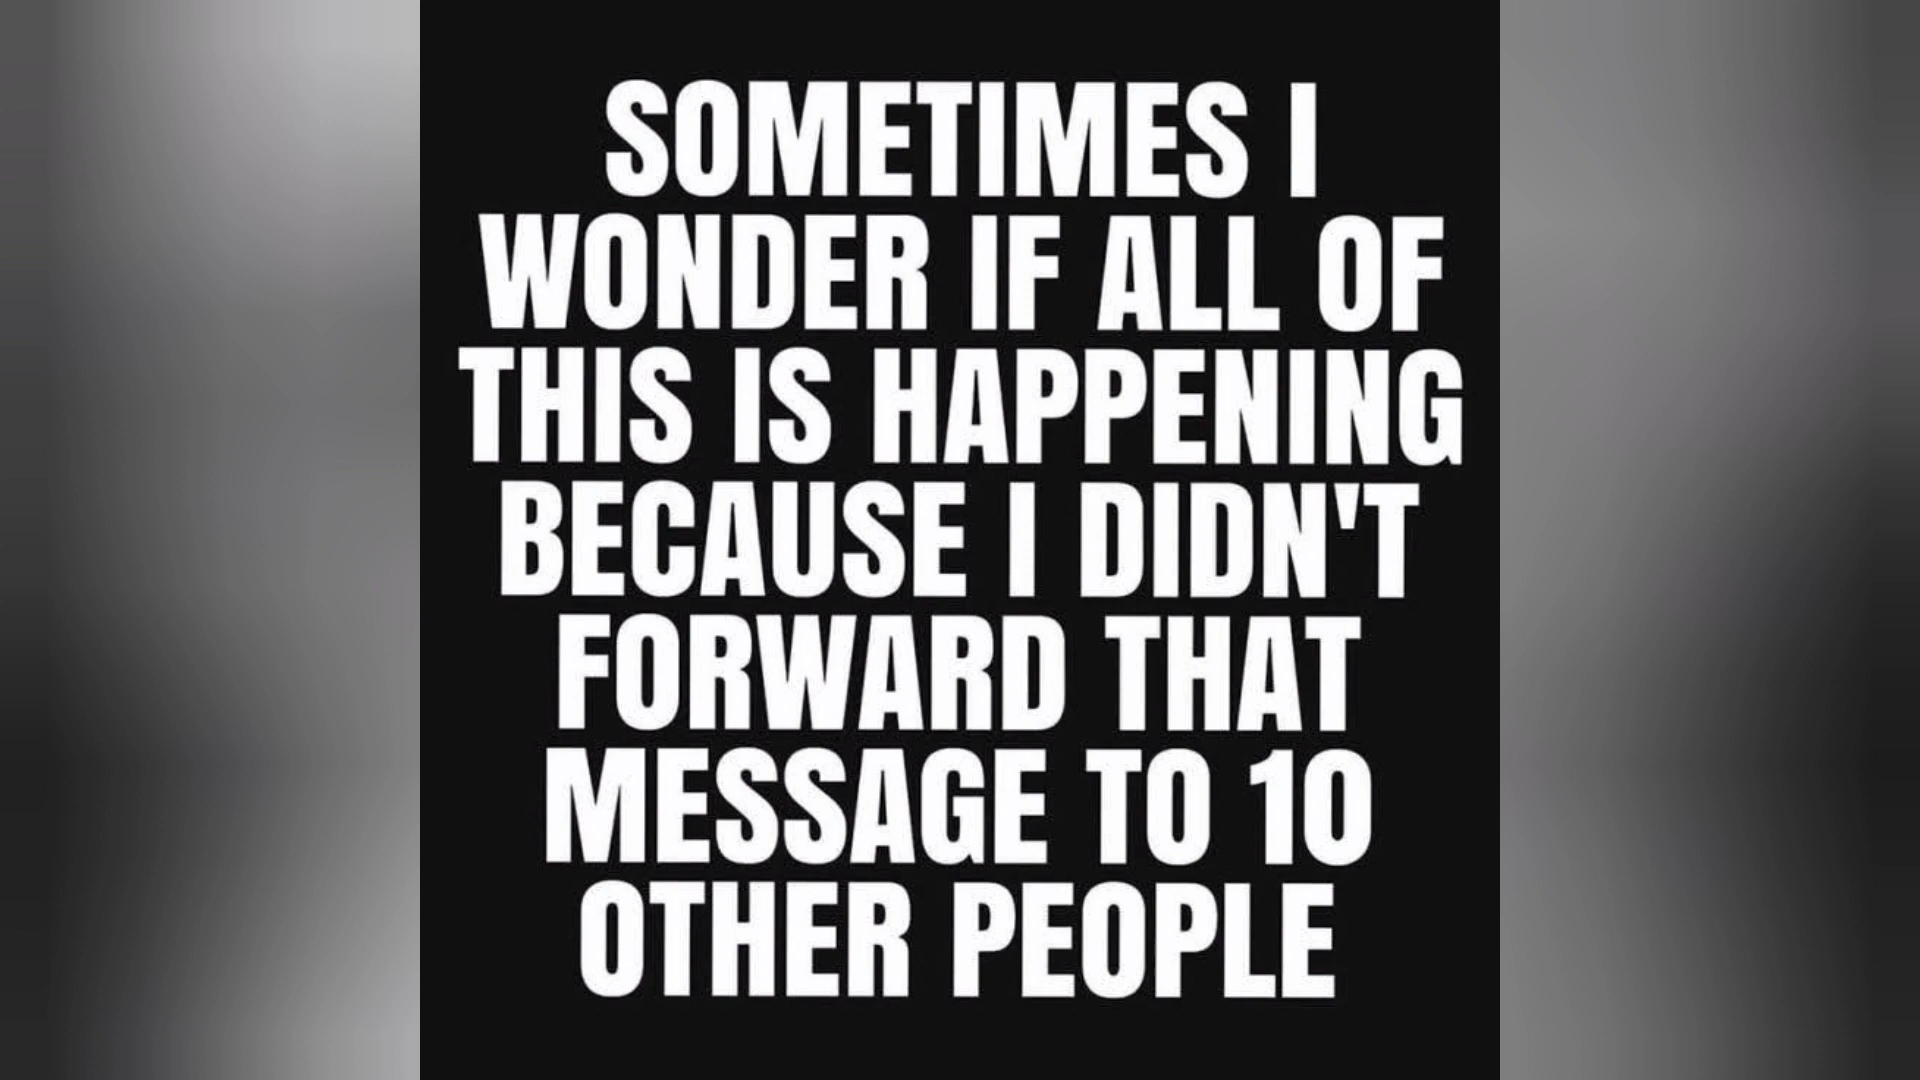 SOMETIMES I
WONDER IF ALL OF
THIS IS HAPPENING
BECAUSE I DIDN'T
FORWARD THAT
MESSAGE TO 10
OTHER PEOPLE